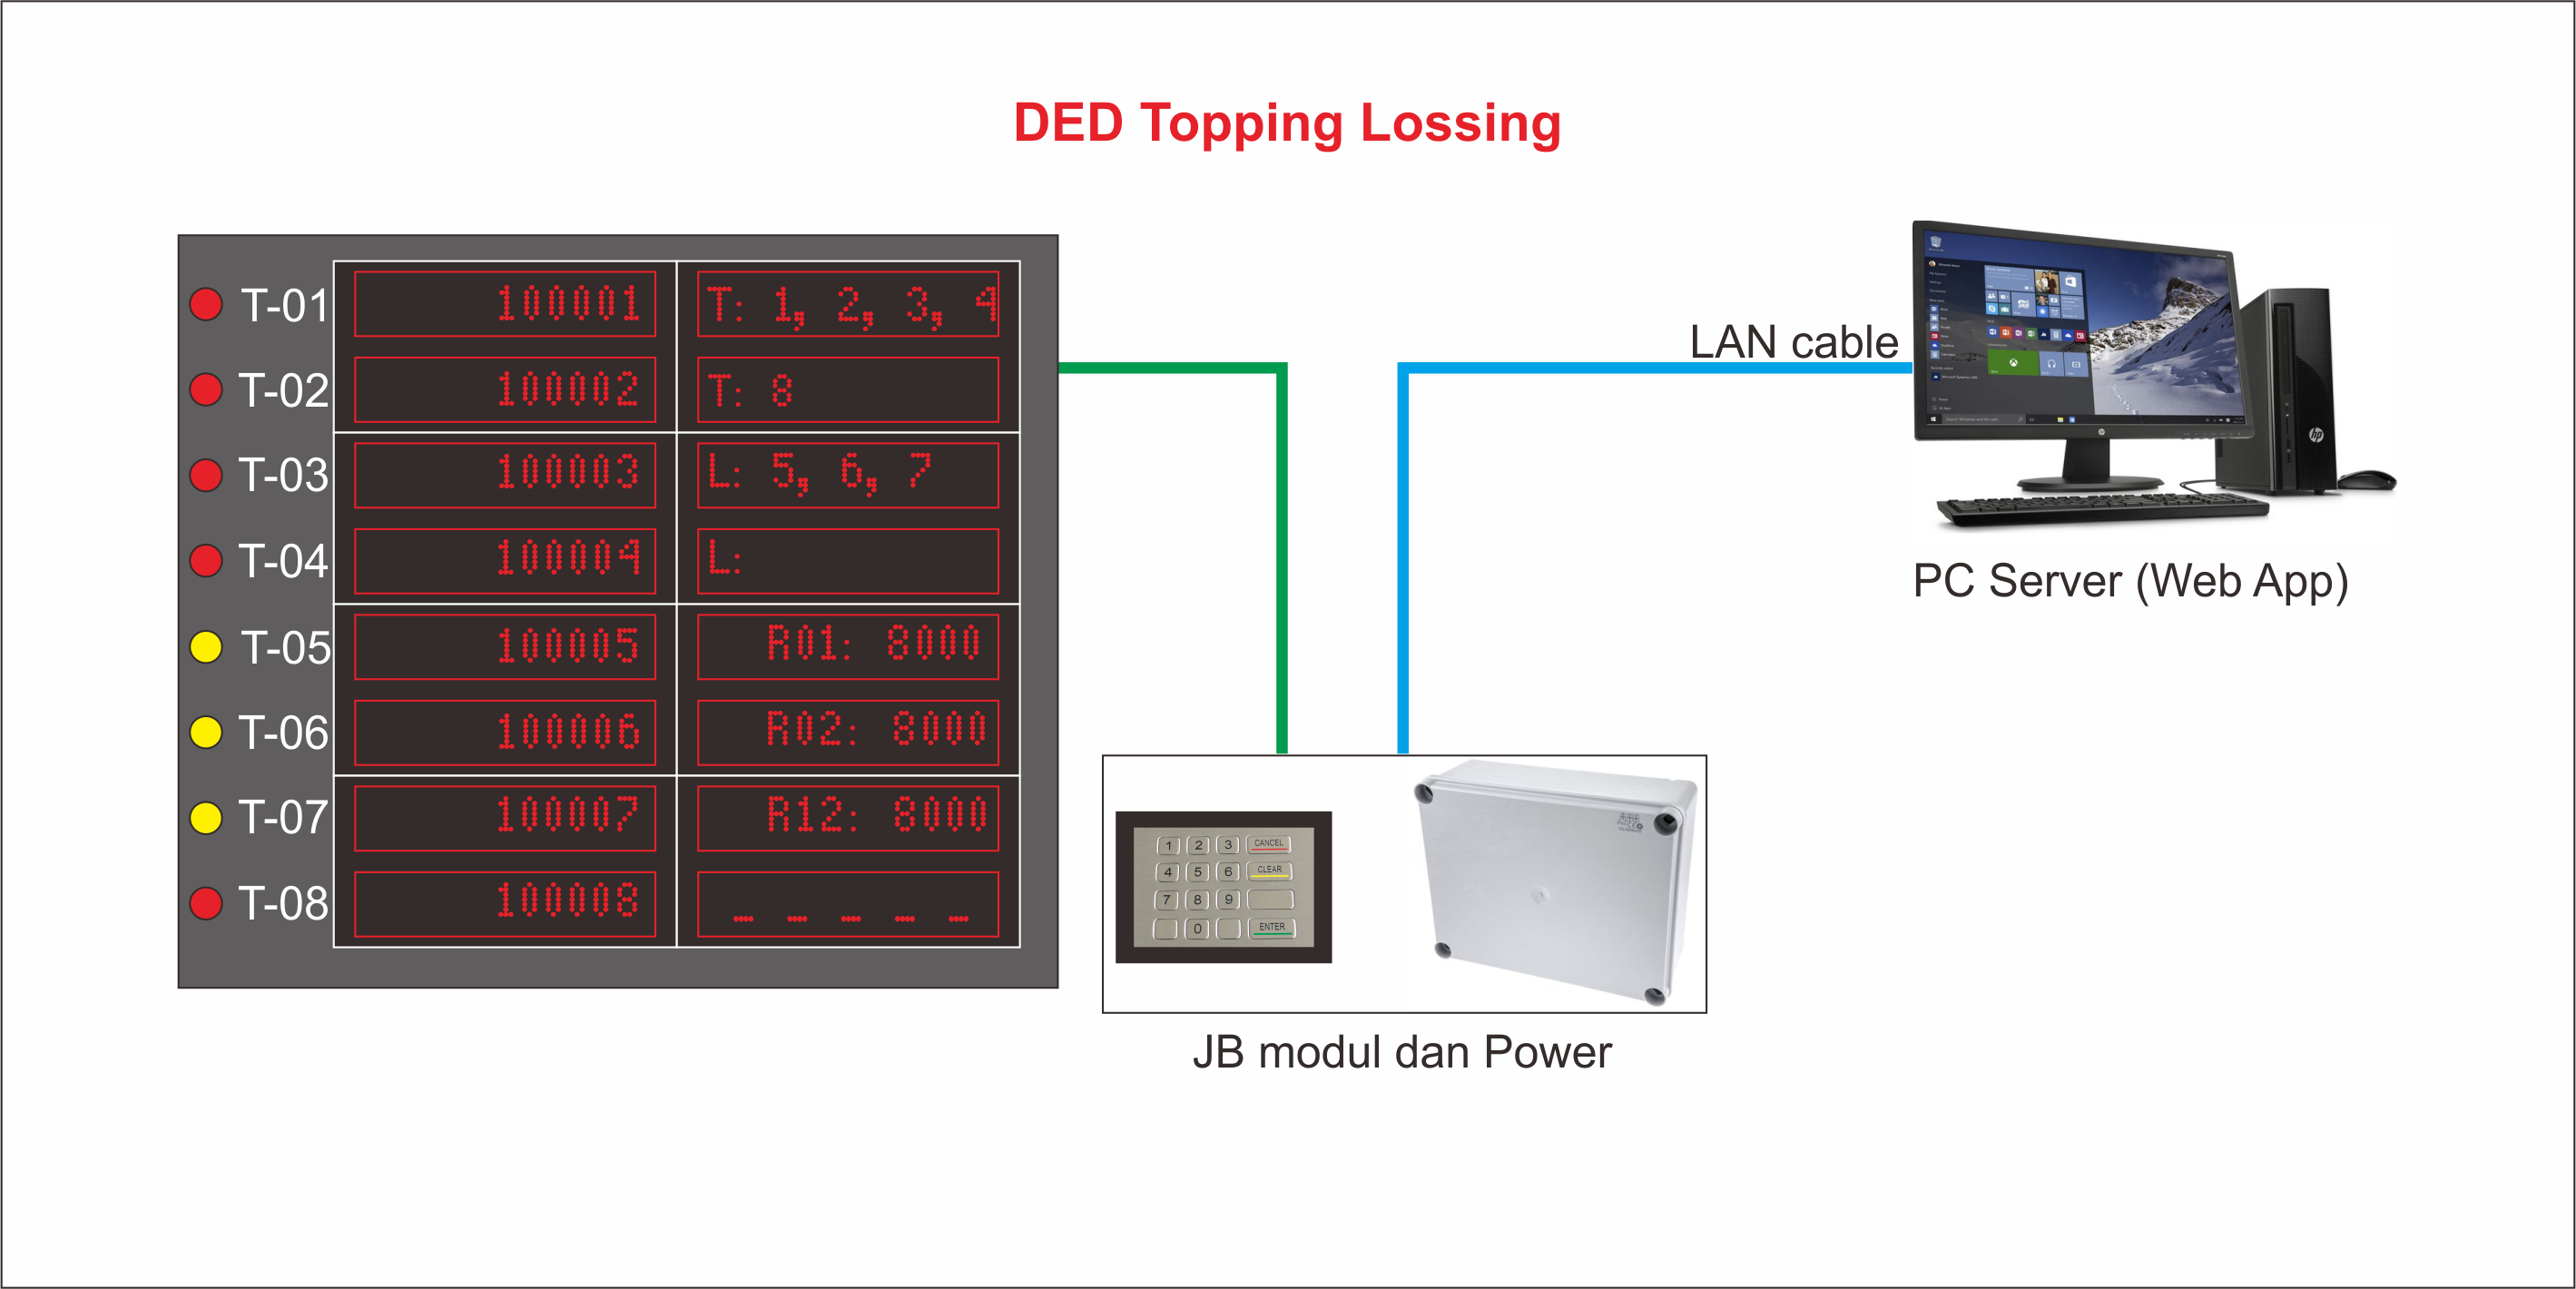 DED Topping Lossing
T-01 100001 T: 1, 2, 3, 4
T-02 100002 T: 8
T-03 100003 L: 5, 6, 7
T-04 100004 L:
T-05 100005 R01: 8000
T-06 100006 R02: 8000
T-07 100007 R12: 8000
T-08 100008 _ _ _ _ _
LAN cable
hp
PC Server (Web App)
1 2 3 CANCEL
4 5 6 CLEAR
7 8 9
0 ENTER
JB modul dan Power